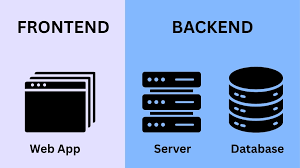 FRONTEND
BACKEND
Web App
Server
Database